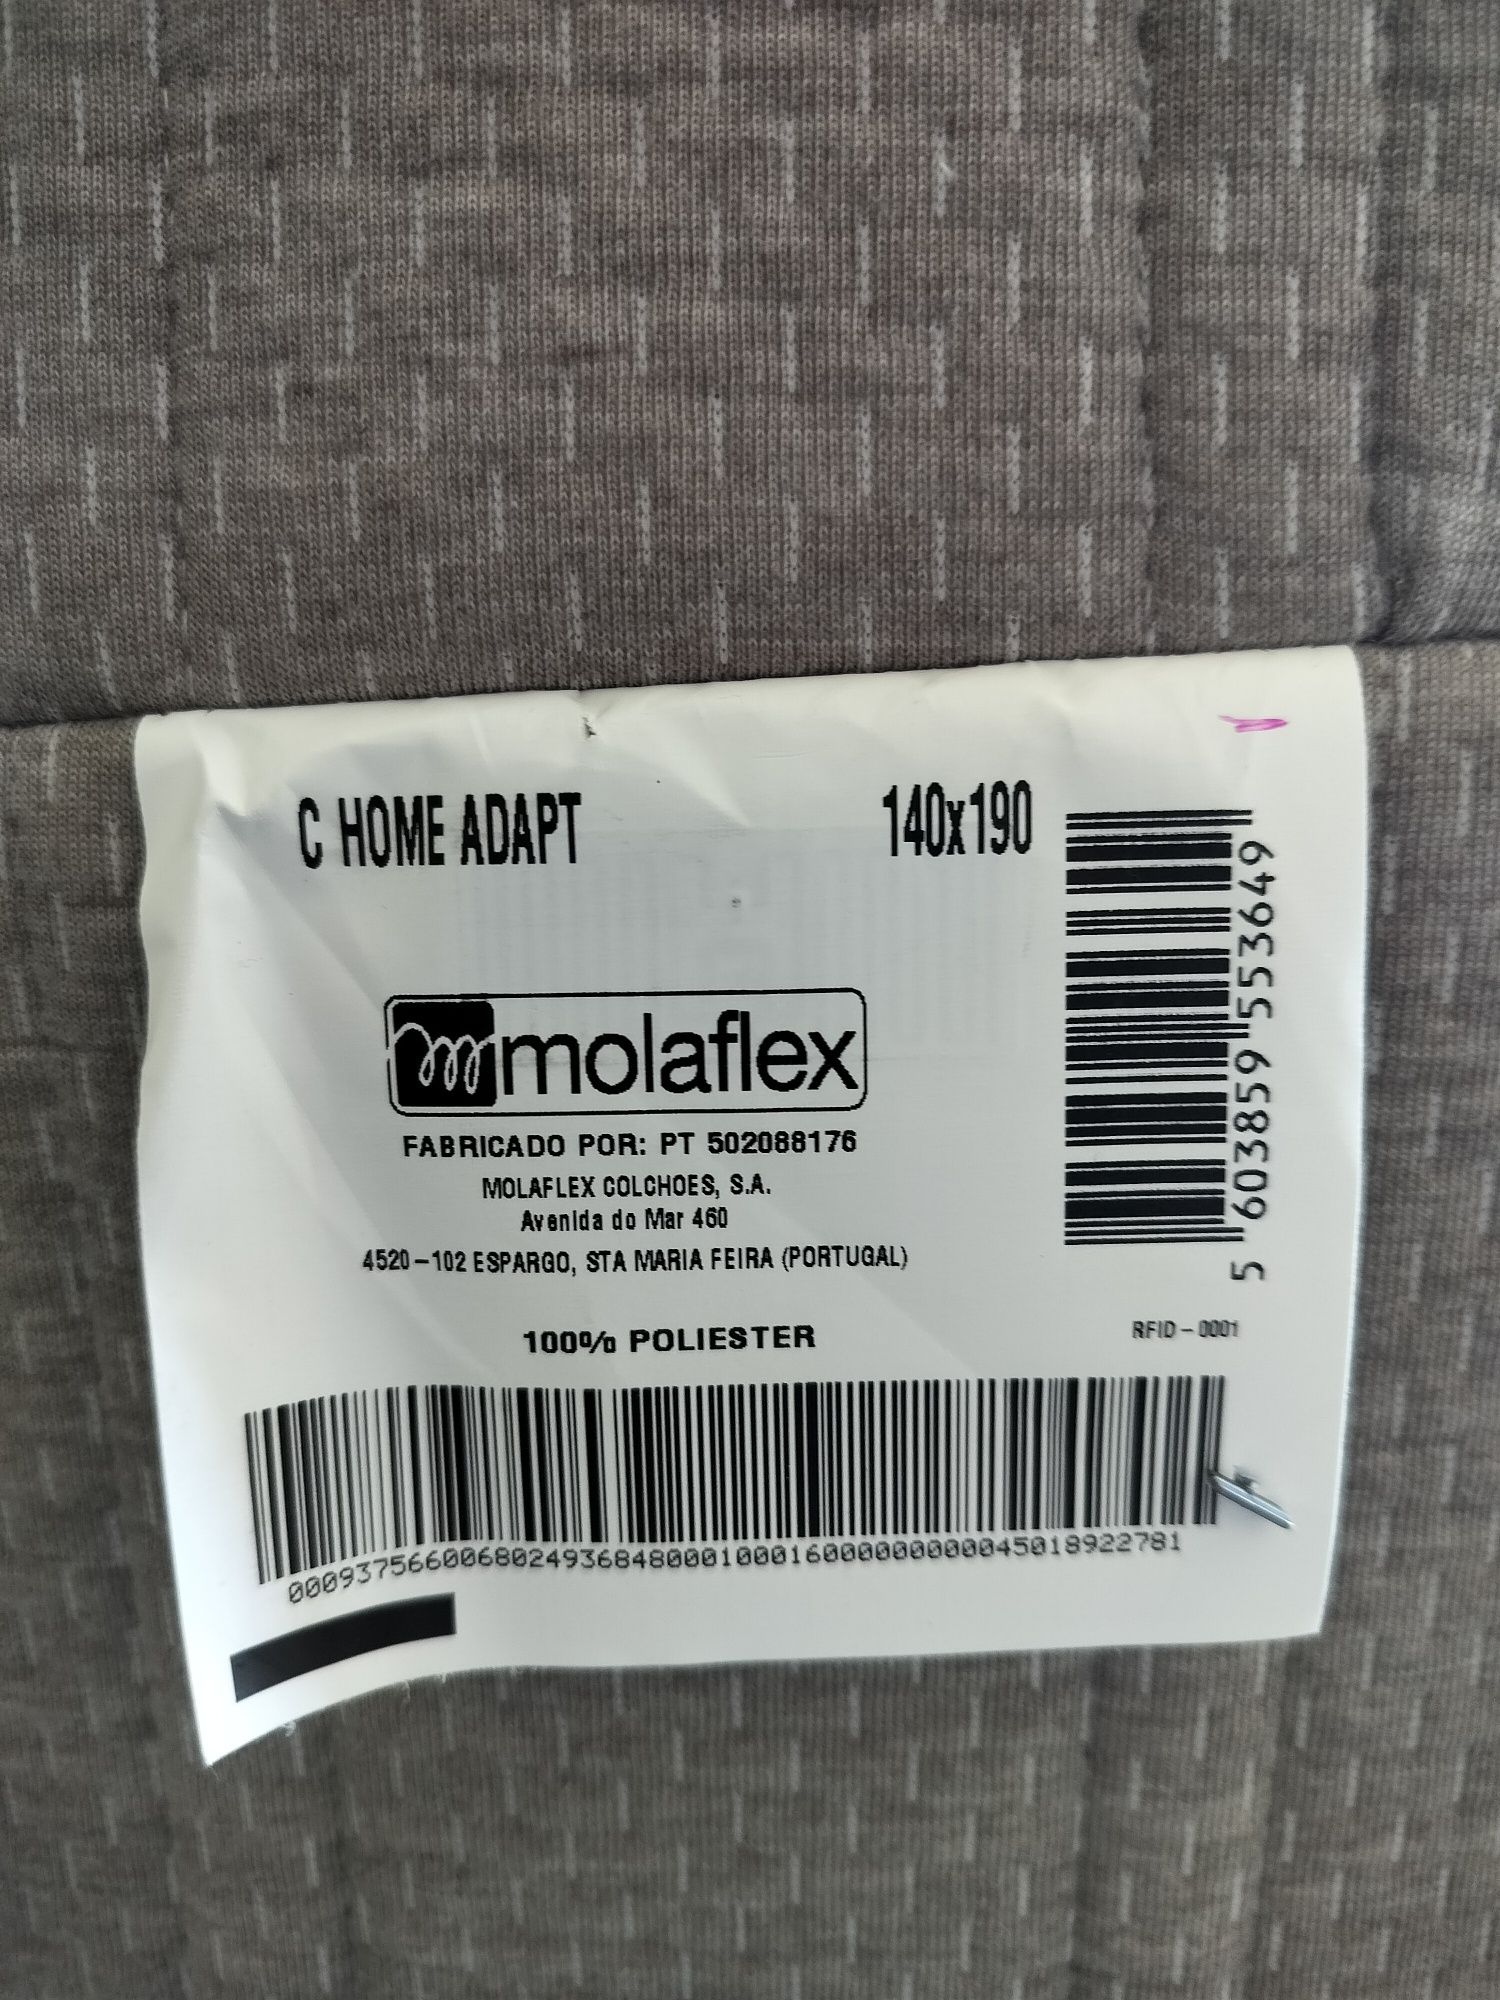 C HOME ADAPT
140x190
5 603859 553649
molaflex
FABRICADO POR: PT 502088176
MOLAFLEX COLCHOES, S.A.
Avenida do Mar 460
4520-102 ESPARGO, STA MARIA FEIRA (PORTUGAL)
100% POLIESTER
RFID-0001
00093756600680249368480001000160000000000045018922781